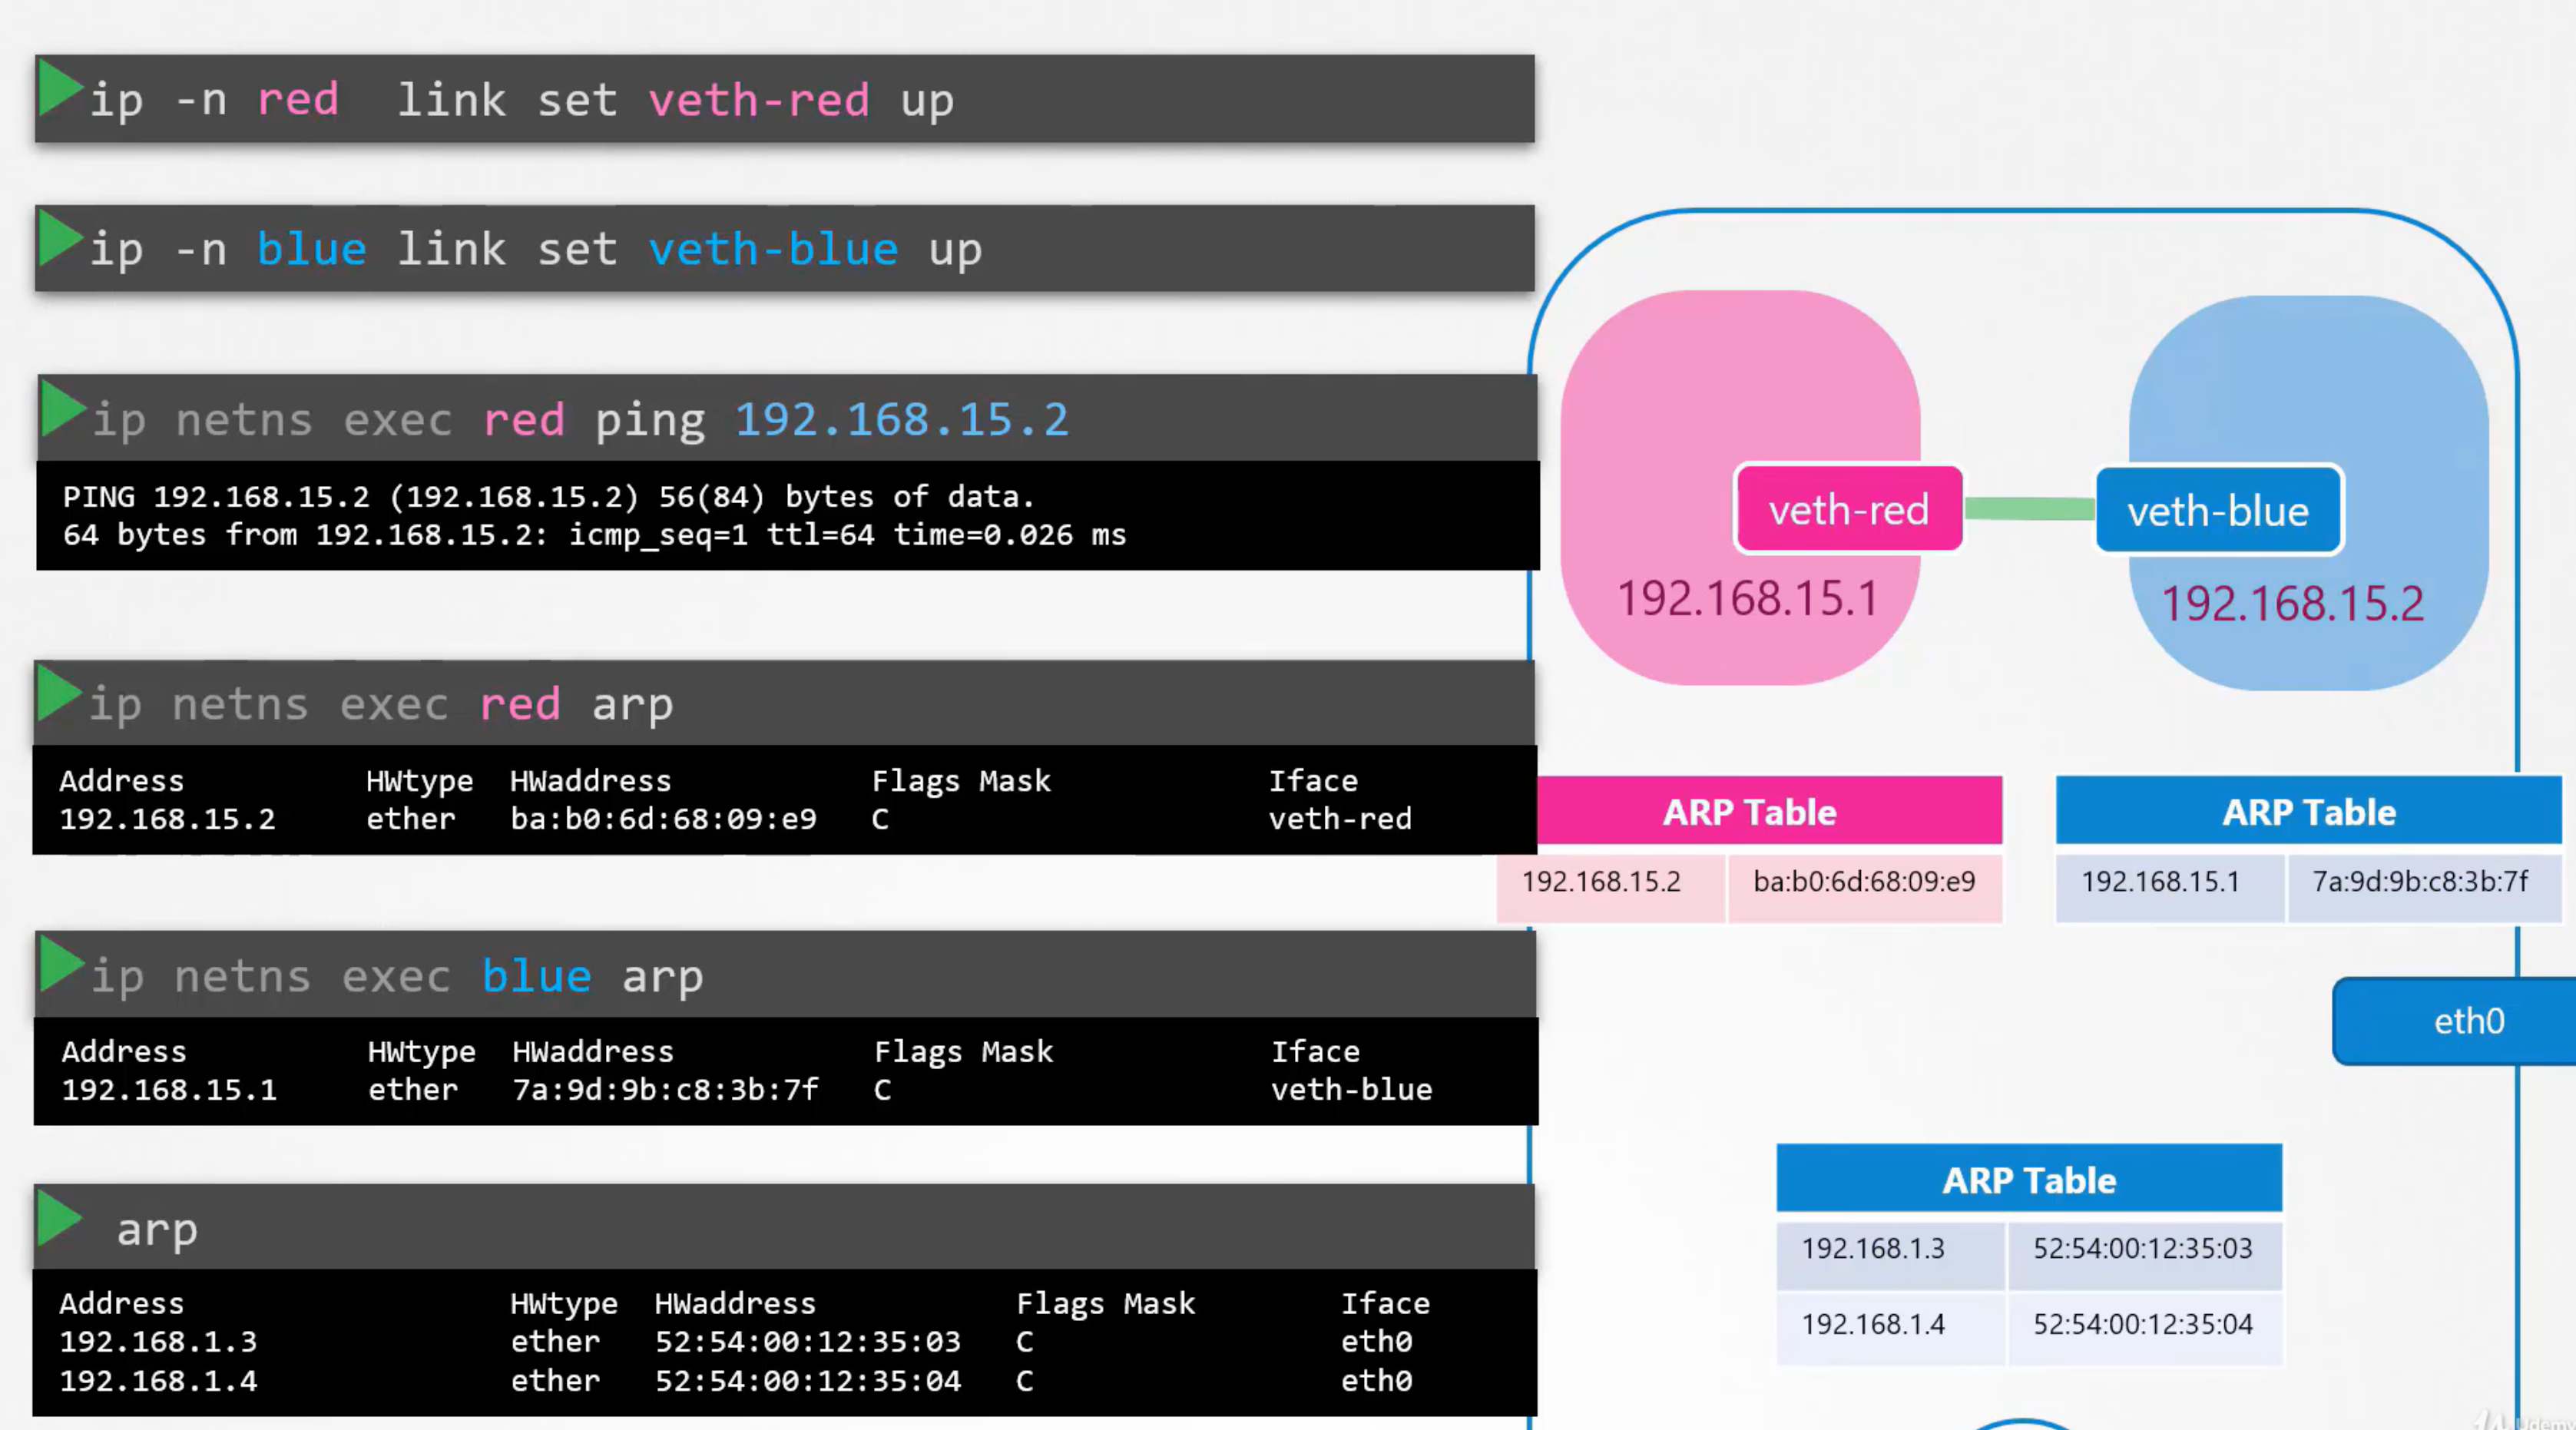 ip -n red link set veth-red up
ip -n blue link set veth-blue up
ip netns exec red ping 192.168.15.2
PING 192.168.15.2 (192.168.15.2) 56(84) bytes of data.
64 bytes from 192.168.15.2: icmp_seq=1 ttl=64 time=0.026 ms
ip netns exec red arp
Address HWtype HWaddress Flags Mask Iface
192.168.15.2 ether ba:b0:6d:68:09:e9 C veth-red
ip netns exec blue arp
Address HWtype HWaddress Flags Mask Iface
192.168.15.1 ether 7a:9d:9b:c8:3b:7f C veth-blue
arp
Address HWtype HWaddress Flags Mask Iface
192.168.1.3 ether 52:54:00:12:35:03 C eth0
192.168.1.4 ether 52:54:00:12:35:04 C eth0
veth-red
veth-blue
192.168.15.1
192.168.15.2
ARP Table
192.168.15.2 ba:b0:6d:68:09:e9
ARP Table
192.168.15.1 7a:9d:9b:c8:3b:7f
eth0
ARP Table
192.168.1.3 52:54:00:12:35:03
192.168.1.4 52:54:00:12:35:04
Udemy